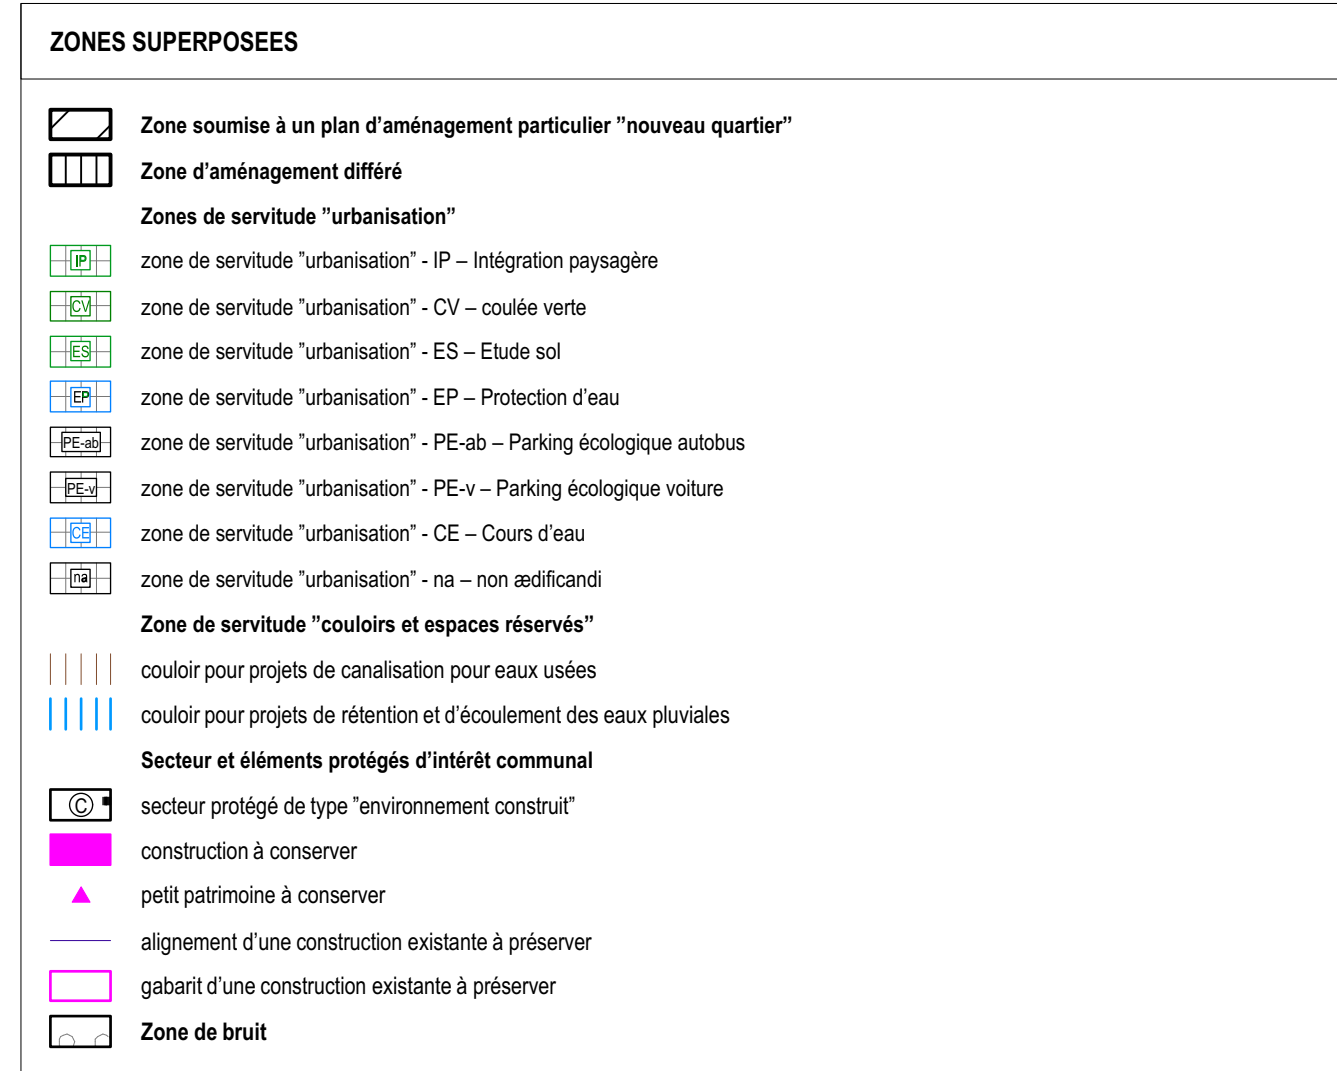 ZONES SUPERPOSEES
Zone soumise à un plan d’aménagement particulier ”nouveau quartier”
Zone d’aménagement différé
Zones de servitude ”urbanisation”
IP zone de servitude ”urbanisation” - IP – Intégration paysagère
CV zone de servitude ”urbanisation” - CV – coulée verte
ES zone de servitude ”urbanisation” - ES – Etude sol
EP zone de servitude ”urbanisation” - EP – Protection d’eau
PE-ab zone de servitude ”urbanisation” - PE-ab – Parking écologique autobus
PE-v zone de servitude ”urbanisation” - PE-v – Parking écologique voiture
CE zone de servitude ”urbanisation” - CE – Cours d’eau
na zone de servitude ”urbanisation” - na – non ædificandi
Zone de servitude ”couloirs et espaces réservés”
couloir pour projets de canalisation pour eaux usées
couloir pour projets de rétention et d’écoulement des eaux pluviales
Secteur et éléments protégés d’intérêt communal
C secteur protégé de type ”environnement construit”
construction à conserver
petit patrimoine à conserver
alignement d’une construction existante à préserver
gabarit d’une construction existante à préserver
Zone de bruit